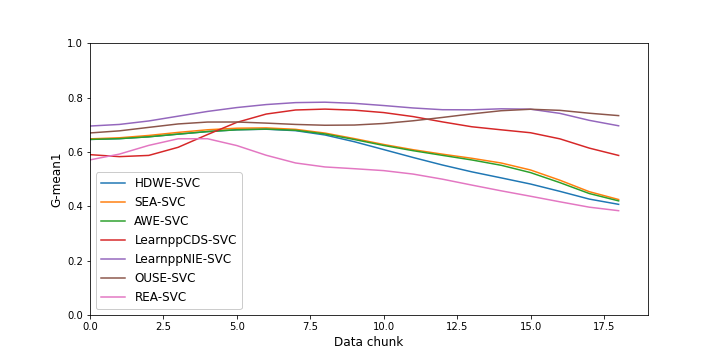 1.0
0.8
0.6
0.4
0.2
0.0
G-mean1
HDWE-SVC
SEA-SVC
AWE-SVC
LearnppCDS-SVC
LearnppNIE-SVC
OUSE-SVC
REA-SVC
0.0 2.5 5.0 7.5 10.0 12.5 15.0 17.5
Data chunk